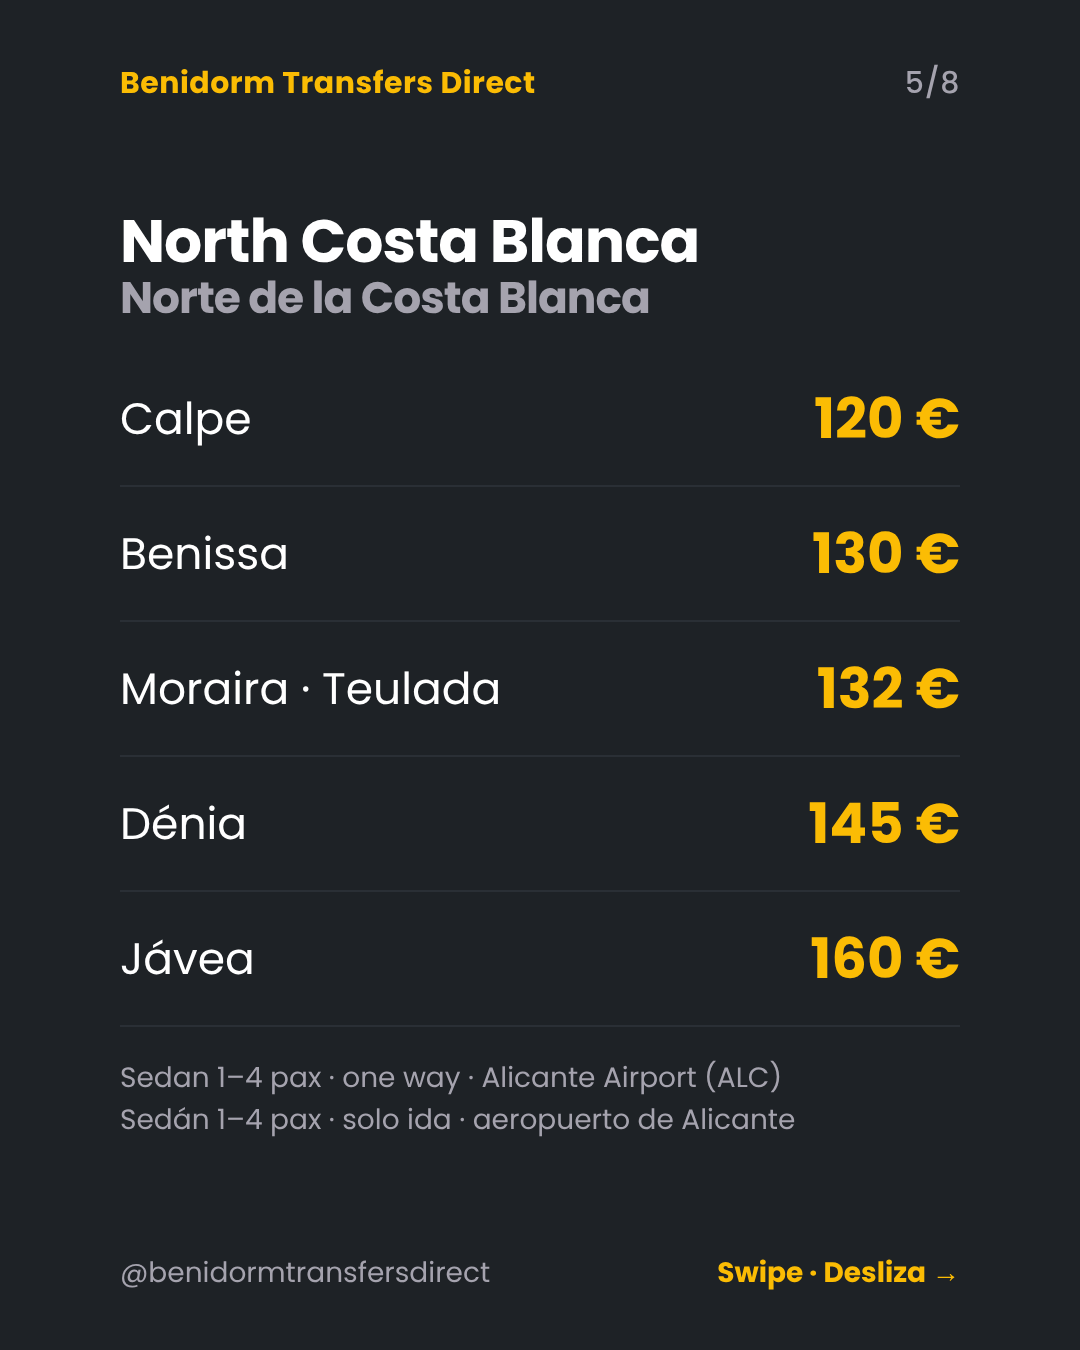 Benidorm Transfers Direct 5/8
North Costa Blanca
Norte de la Costa Blanca
Calpe 120 €
Benissa 130 €
Moraira · Teulada 132 €
Dénia 145 €
Jávea 160 €
Sedan 1–4 pax · one way · Alicante Airport (ALC)
Sedán 1–4 pax · solo ida · aeropuerto de Alicante
@benidormtransfersdirect Swipe · Desliza →